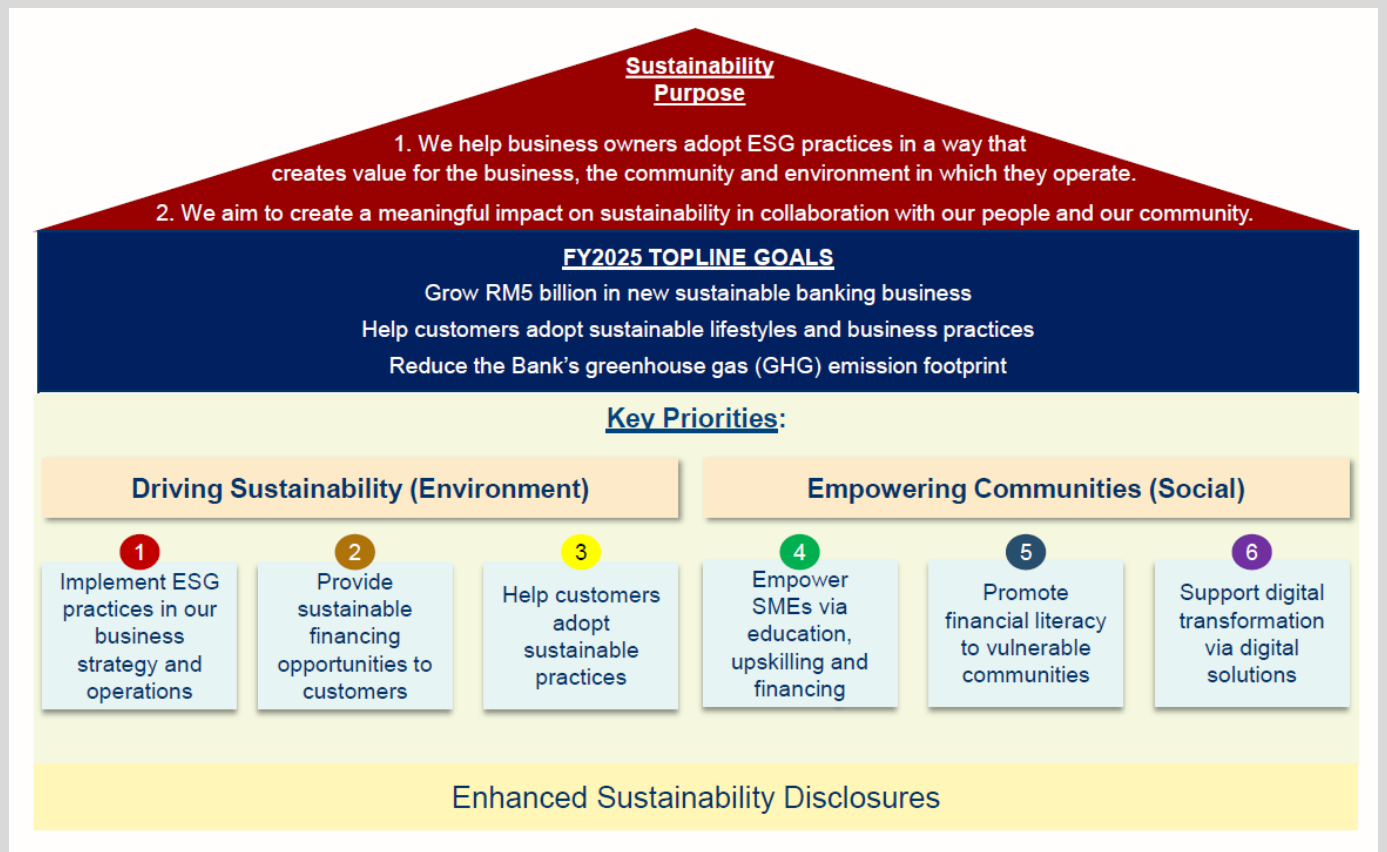 Sustainability
Purpose
1. We help business owners adopt ESG practices in a way that
creates value for the business, the community and environment in which they operate.
2. We aim to create a meaningful impact on sustainability in collaboration with our people and our community.
FY2025 TOPLINE GOALS
Grow RM5 billion in new sustainable banking business
Help customers adopt sustainable lifestyles and business practices
Reduce the Bank’s greenhouse gas (GHG) emission footprint
Key Priorities:
Driving Sustainability (Environment)
Empowering Communities (Social)
1
Implement ESG
practices in our
business
strategy and
operations
2
Provide
sustainable
financing
opportunities to
customers
3
Help customers
adopt
sustainable
practices
4
Empower
SMEs via
education,
upskilling and
financing
5
Promote
financial literacy
to vulnerable
communities
6
Support digital
transformation
via digital
solutions
Enhanced Sustainability Disclosures